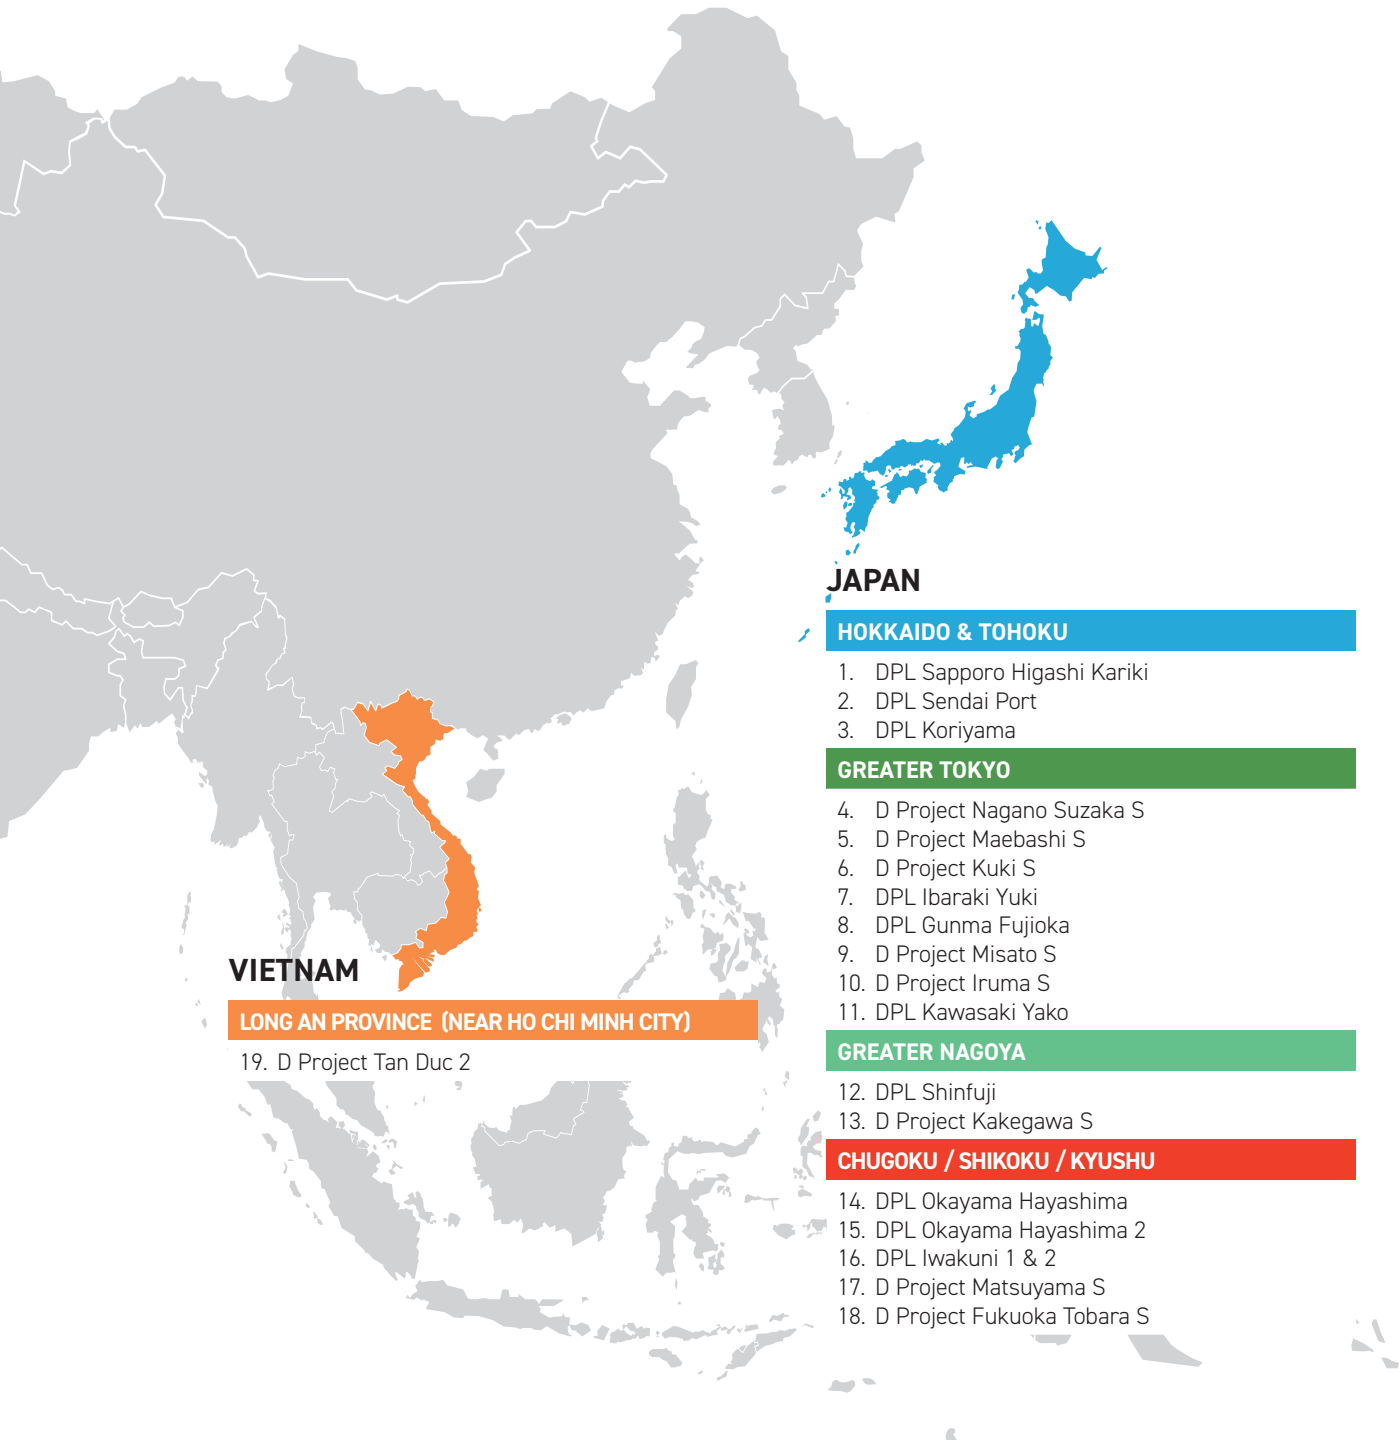 JAPAN
HOKKAIDO & TOHOKU
1. DPL Sapporo Higashi Kariki
2. DPL Sendai Port
3. DPL Koriyama
GREATER TOKYO
4. D Project Nagano Suzaka S
5. D Project Maebashi S
6. D Project Kuki S
7. DPL Ibaraki Yuki
8. DPL Gunma Fujioka
9. D Project Misato S
10. D Project Iruma S
11. DPL Kawasaki Yako
GREATER NAGOYA
12. DPL Shinfuji
13. D Project Kakegawa S
CHUGOKU / SHIKOKU / KYUSHU
14. DPL Okayama Hayashima
15. DPL Okayama Hayashima 2
16. DPL Iwakuni 1 & 2
17. D Project Matsuyama S
18. D Project Fukuoka Tobara S
VIETNAM
LONG AN PROVINCE (NEAR HO CHI MINH CITY)
19. D Project Tan Duc 2